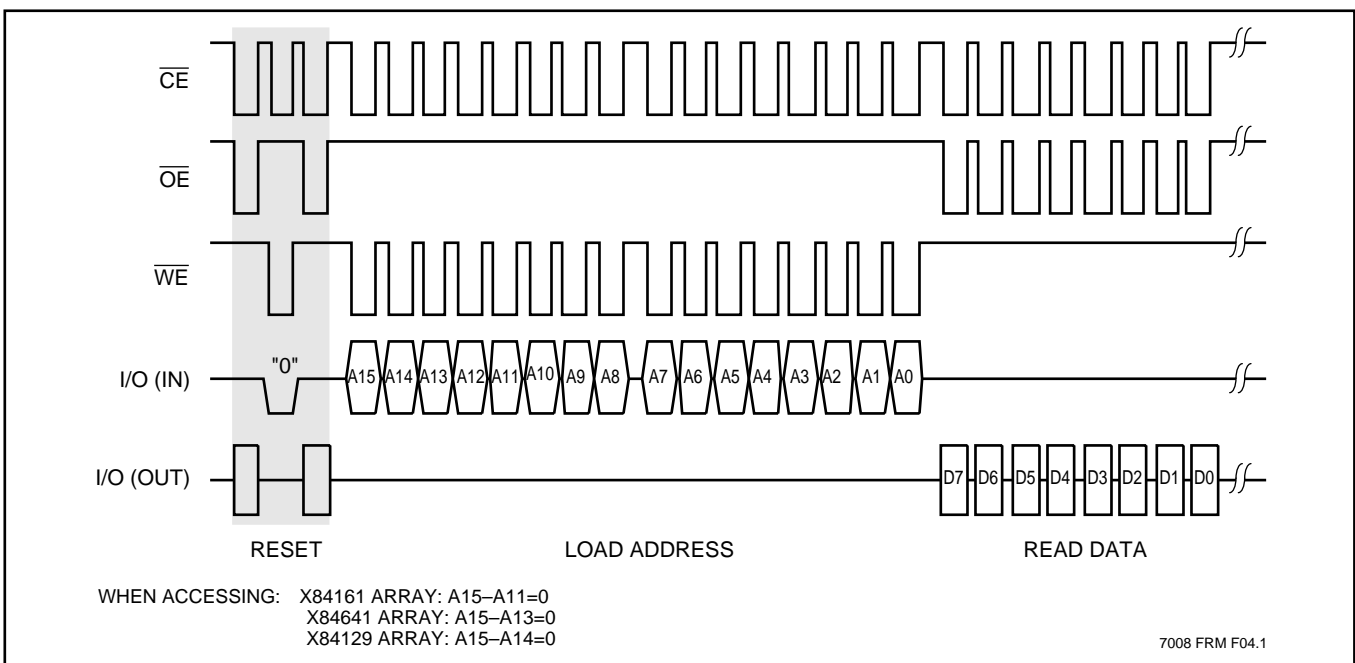 CE
OE
WE
I/O (IN) "0" A15 A14 A13 A12 A11 A10 A9 A8 A7 A6 A5 A4 A3 A2 A1 A0
I/O (OUT) D7 D6 D5 D4 D3 D2 D1 D0
RESET LOAD ADDRESS READ DATA
WHEN ACCESSING: X84161 ARRAY: A15–A11=0
X84641 ARRAY: A15–A13=0
X84129 ARRAY: A15–A14=0
7008 FRM F04.1